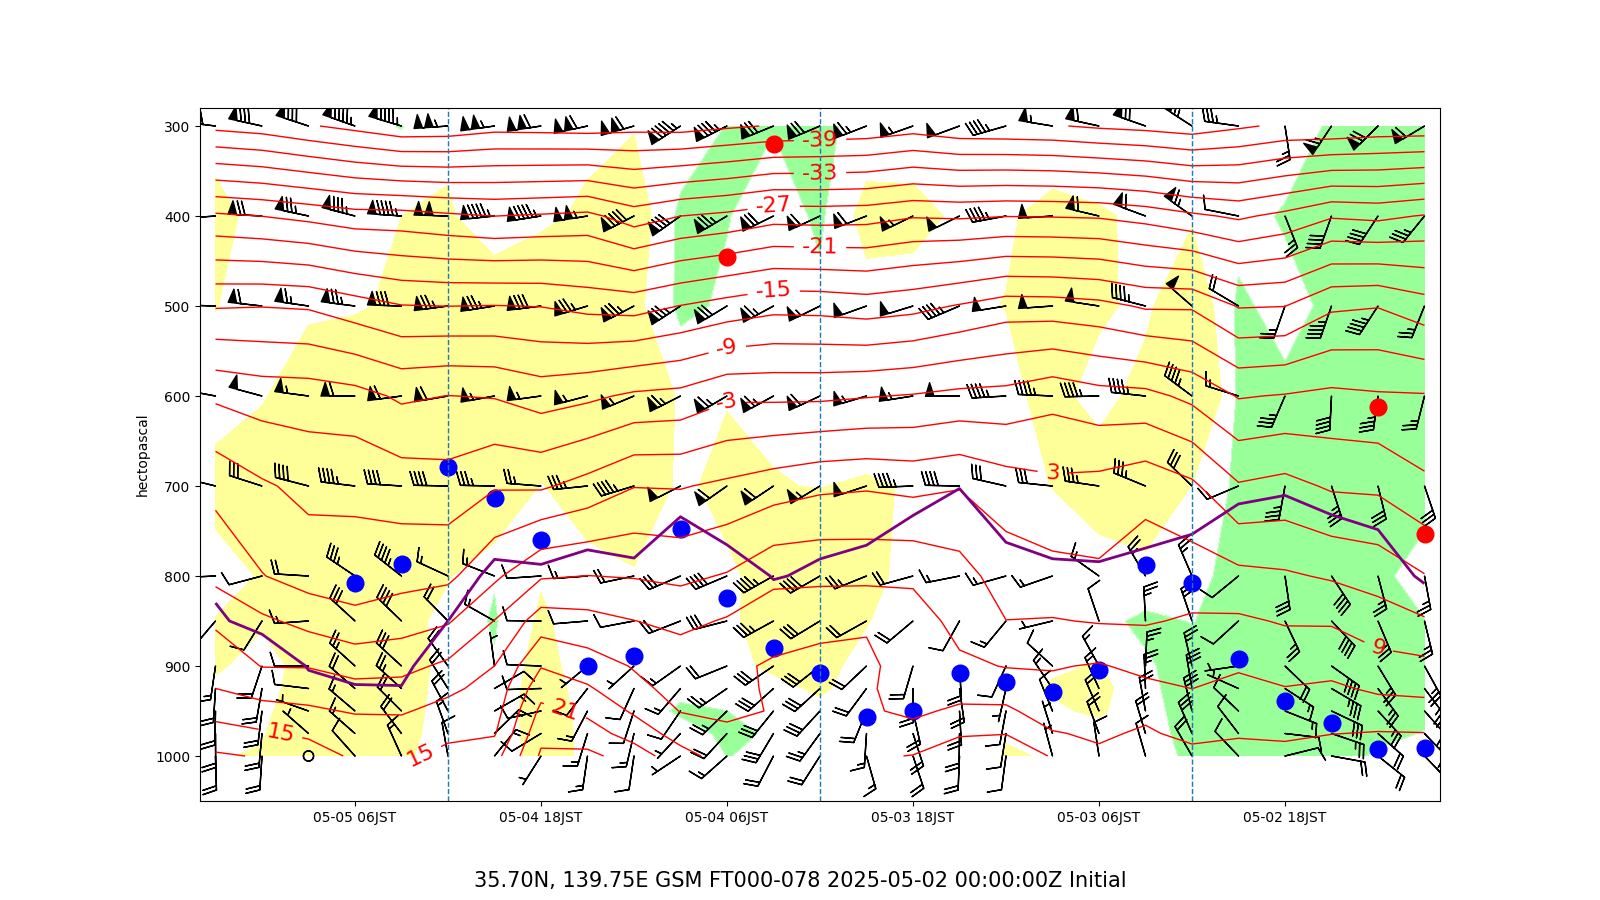 300
400
500
600
700
800
900
1000
hectopascal
-39
-33
-27
-21
-15
-9
-3
3
9
21
15
15
05-05 06JST
05-04 18JST
05-04 06JST
05-03 18JST
05-03 06JST
05-02 18JST
35.70N, 139.75E GSM FT000-078 2025-05-02 00:00:00Z Initial